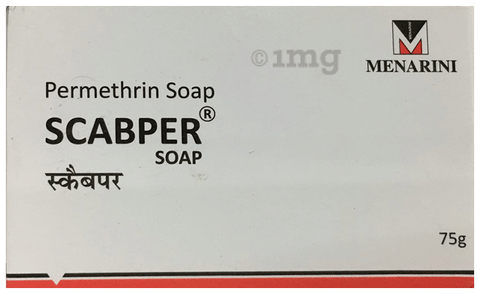 ©1mg
MENARINI
Permethrin Soap
SCABPER®
SOAP
स्कैबपर
75g